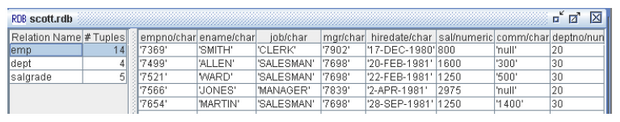 RDB scott.rdb
Relation Name # Tuples empno/char ename/char job/char mgr/char hiredate/char sal/numeric comm/char deptno/num
emp 14 '7369' 'SMITH' 'CLERK' '7902' '17-DEC-1980' 800 'null' 20
dept 4 '7499' 'ALLEN' 'SALESMAN' '7698' '20-FEB-1981' 1600 '300' 30
salgrade 5 '7521' 'WARD' 'SALESMAN' '7698' '22-FEB-1981' 1250 '500' 30
'7566' 'JONES' 'MANAGER' '7839' '2-APR-1981' 2975 'null' 20
'7654' 'MARTIN' 'SALESMAN' '7698' '28-SEP-1981' 1250 '1400' 30